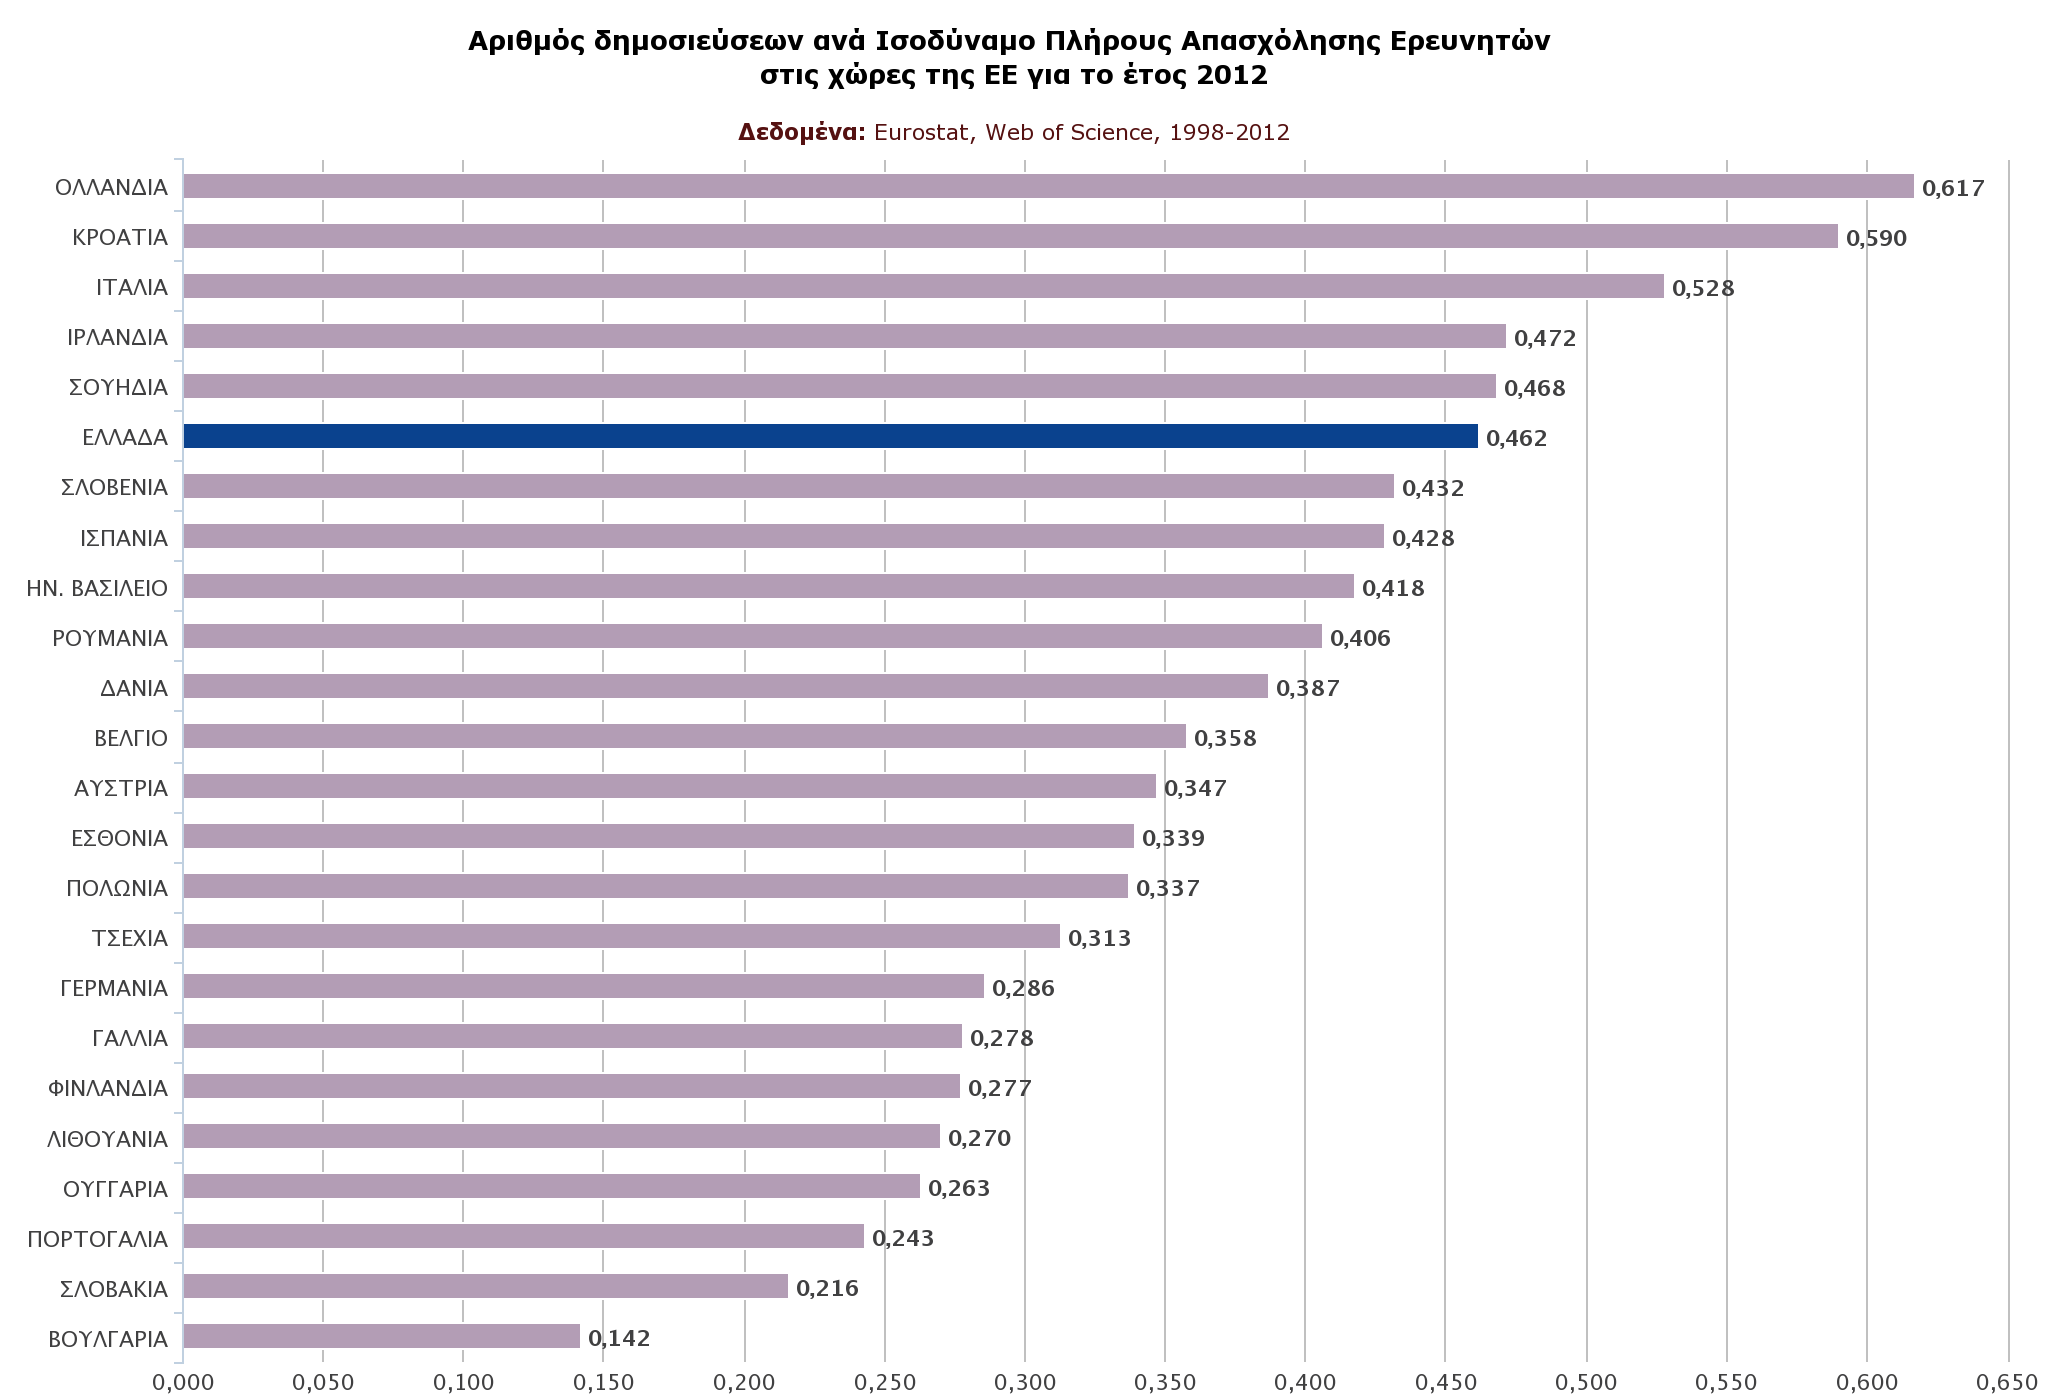 Αριθμός δημοσιεύσεων ανά Ισοδύναμο Πλήρους Απασχόλησης Ερευνητών
στις χώρες της ΕΕ για το έτος 2012
Δεδομένα: Eurostat, Web of Science, 1998-2012
ΟΛΛΑΝΔΙΑ 0,617
ΚΡΟΑΤΙΑ 0,590
ΙΤΑΛΙΑ 0,528
ΙΡΛΑΝΔΙΑ 0,472
ΣΟΥΗΔΙΑ 0,468
ΕΛΛΑΔΑ 0,462
ΣΛΟΒΕΝΙΑ 0,432
ΙΣΠΑΝΙΑ 0,428
ΗΝ. ΒΑΣΙΛΕΙΟ 0,418
ΡΟΥΜΑΝΙΑ 0,406
ΔΑΝΙΑ 0,387
ΒΕΛΓΙΟ 0,358
ΑΥΣΤΡΙΑ 0,347
ΕΣΘΟΝΙΑ 0,339
ΠΟΛΩΝΙΑ 0,337
ΤΣΕΧΙΑ 0,313
ΓΕΡΜΑΝΙΑ 0,286
ΓΑΛΛΙΑ 0,278
ΦΙΝΛΑΝΔΙΑ 0,277
ΛΙΘΟΥΑΝΙΑ 0,270
ΟΥΓΓΑΡΙΑ 0,263
ΠΟΡΤΟΓΑΛΙΑ 0,243
ΣΛΟΒΑΚΙΑ 0,216
ΒΟΥΛΓΑΡΙΑ 0,142
0,000 0,050 0,100 0,150 0,200 0,250 0,300 0,350 0,400 0,450 0,500 0,550 0,600 0,650